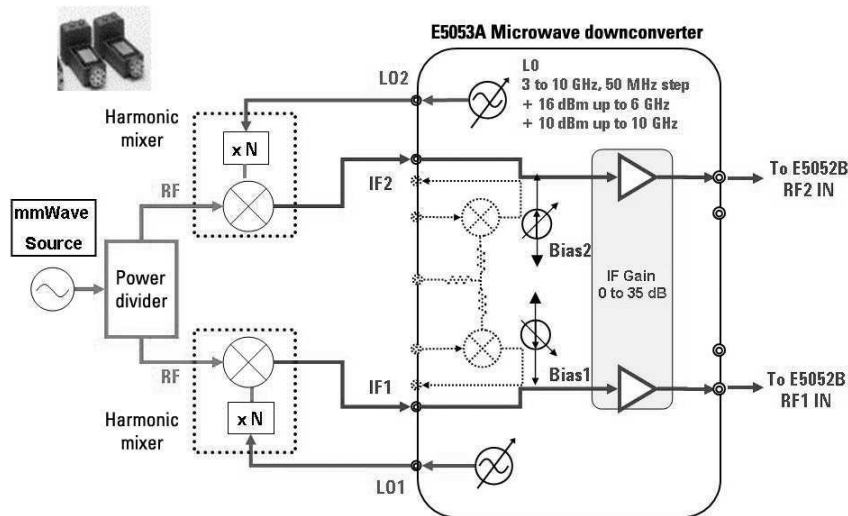 E5053A Microwave downconverter
LO
3 to 10 GHz, 50 MHz step
+ 16 dBm up to 6 GHz
+ 10 dBm up to 10 GHz
LO2
Harmonic
mixer
x N
RF
IF2
To E5052B
RF2 IN
mmWave
Source
Bias2
Power
divider
IF Gain
0 to 35 dB
RF
IF1
Bias1
To E5052B
RF1 IN
Harmonic
mixer
x N
LO1